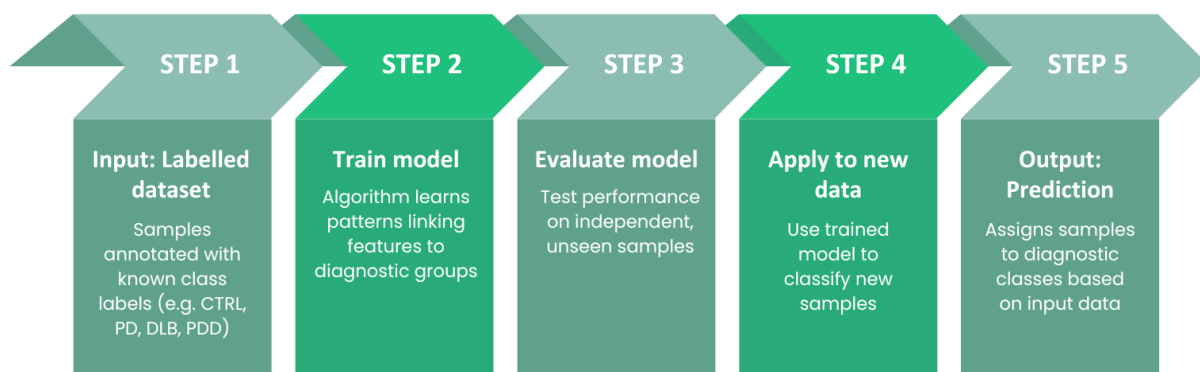 STEP 1
Input: Labelled
dataset
Samples
annotated with
known class
labels (e.g. CTRL,
PD, DLB, PDD)
STEP 2
Train model
Algorithm learns
patterns linking
features to
diagnostic groups
STEP 3
Evaluate model
Test performance
on independent,
unseen samples
STEP 4
Apply to new
data
Use trained
model to
classify new
samples
STEP 5
Output:
Prediction
Assigns samples
to diagnostic
classes based
on input data